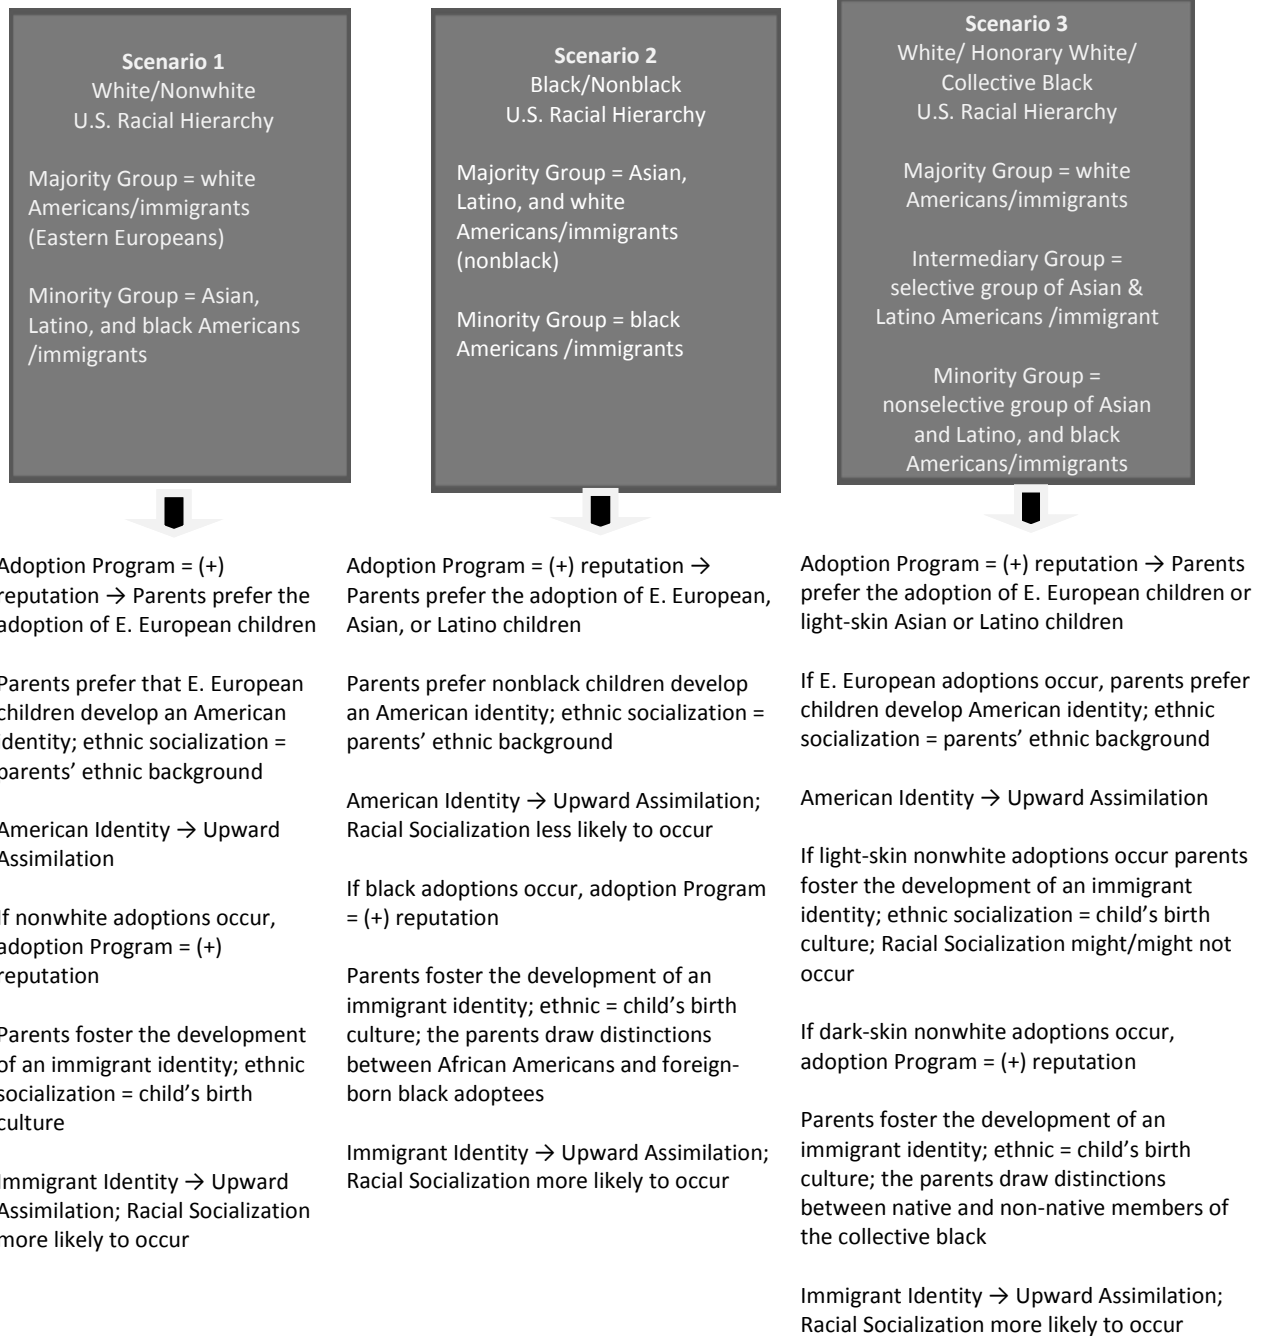 Scenario 1
White/Nonwhite
U.S. Racial Hierarchy
Majority Group = white
Americans/immigrants
(Eastern Europeans)
Minority Group = Asian,
Latino, and black Americans
/immigrants
Adoption Program = (+)
reputation → Parents prefer the
adoption of E. European children
Parents prefer that E. European
children develop an American
identity; ethnic socialization =
parents’ ethnic background
American Identity → Upward
Assimilation
If nonwhite adoptions occur,
adoption Program = (+)
reputation
Parents foster the development
of an immigrant identity; ethnic
socialization = child’s birth
culture
Immigrant Identity → Upward
Assimilation; Racial Socialization
more likely to occur
Scenario 2
Black/Nonblack
U.S. Racial Hierarchy
Majority Group = Asian,
Latino, and white
Americans/immigrants
(nonblack)
Minority Group = black
Americans /immigrants
Adoption Program = (+) reputation →
Parents prefer the adoption of E. European,
Asian, or Latino children
Parents prefer nonblack children develop
an American identity; ethnic socialization =
parents’ ethnic background
American Identity → Upward Assimilation;
Racial Socialization less likely to occur
If black adoptions occur, adoption Program
= (+) reputation
Parents foster the development of an
immigrant identity; ethnic = child’s birth
culture; the parents draw distinctions
between African Americans and foreign-
born black adoptees
Immigrant Identity → Upward Assimilation;
Racial Socialization more likely to occur
Scenario 3
White/ Honorary White/
Collective Black
U.S. Racial Hierarchy
Majority Group = white
Americans/immigrants
Intermediary Group =
selective group of Asian &
Latino Americans /immigrant
Minority Group =
nonselective group of Asian
and Latino, and black
Americans/immigrants
Adoption Program = (+) reputation → Parents
prefer the adoption of E. European children or
light-skin Asian or Latino children
If E. European adoptions occur, parents prefer
children develop American identity; ethnic
socialization = parents’ ethnic background
American Identity → Upward Assimilation
If light-skin nonwhite adoptions occur parents
foster the development of an immigrant
identity; ethnic socialization = child’s birth
culture; Racial Socialization might/might not
occur
If dark-skin nonwhite adoptions occur,
adoption Program = (+) reputation
Parents foster the development of an
immigrant identity; ethnic = child’s birth
culture; the parents draw distinctions
between native and non-native members of
the collective black
Immigrant Identity → Upward Assimilation;
Racial Socialization more likely to occur